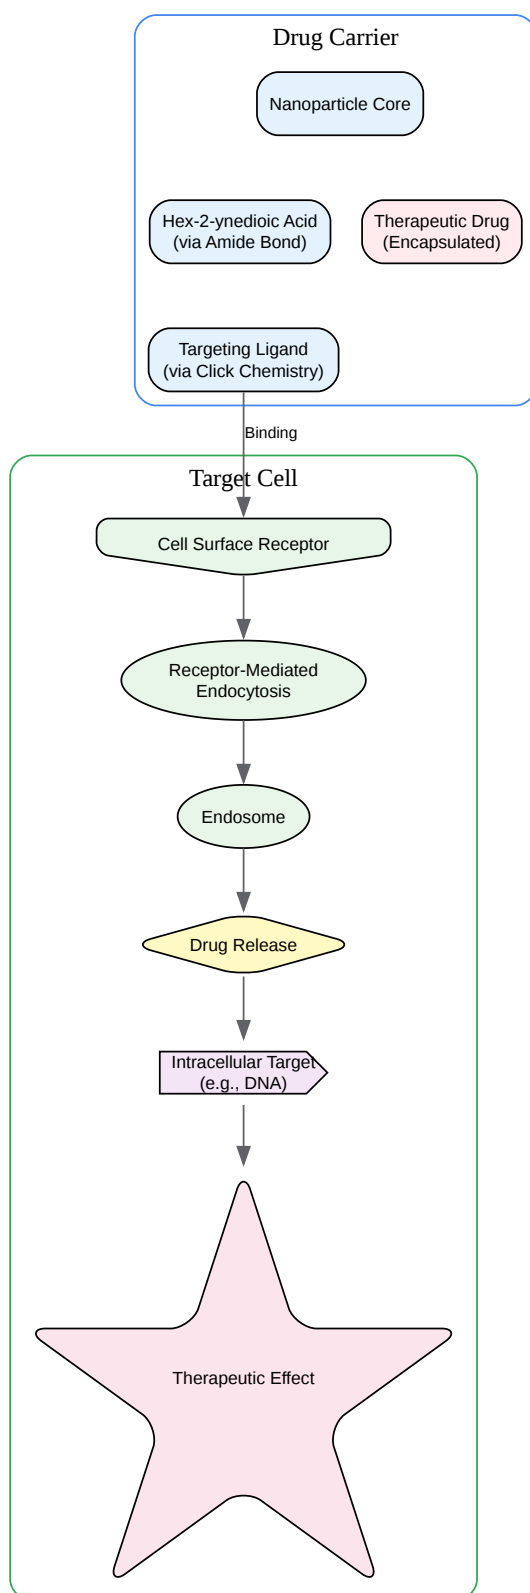 Drug Carrier
Nanoparticle Core
Hex-2-ynedioic Acid
(via Amide Bond)
Therapeutic Drug
(Encapsulated)
Targeting Ligand
(via Click Chemistry)
Binding
Target Cell
Cell Surface Receptor
Receptor-Mediated
Endocytosis
Endosome
Drug Release
Intracellular Target
(e.g., DNA)
Therapeutic Effect